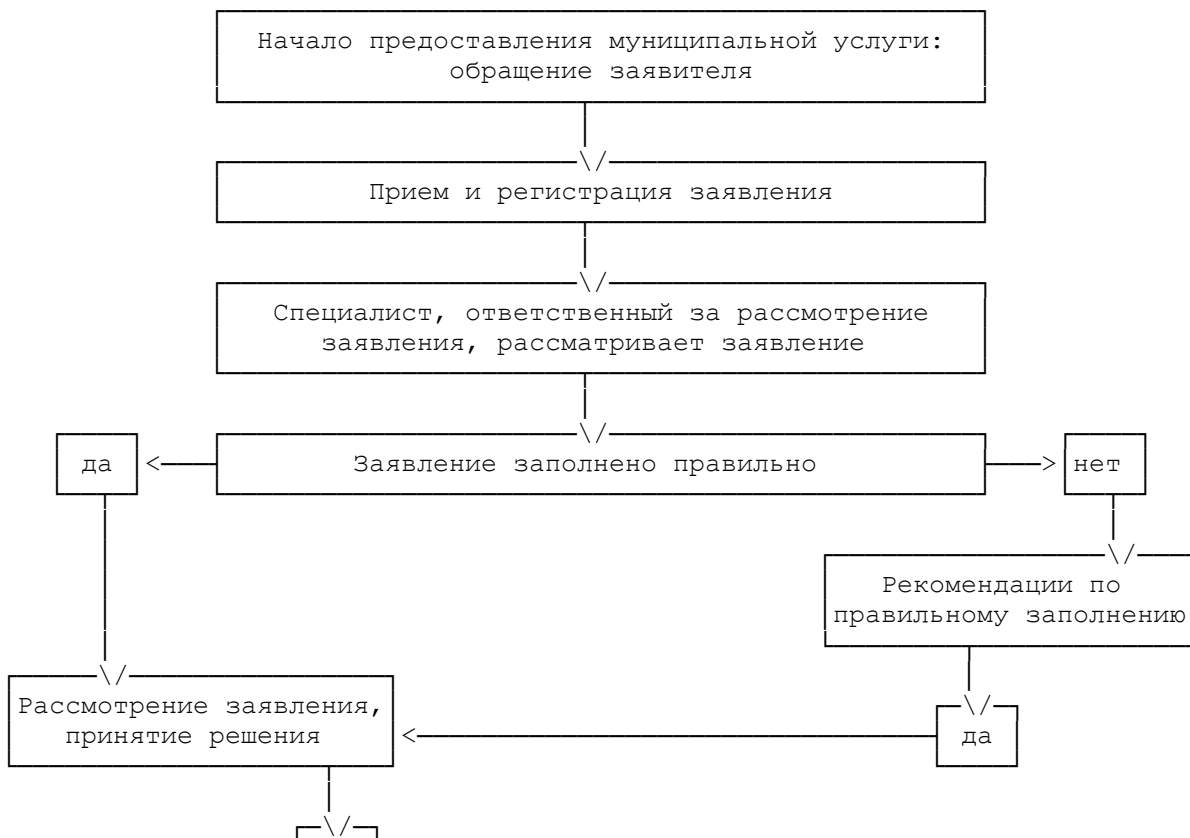 Начало предоставления муниципальной услуги:
обращение заявителя
Прием и регистрация заявления
Специалист, ответственный за рассмотрение
заявления, рассматривает заявление
да
Заявление заполнено правильно
нет
Рекомендации по
правильному заполнению
Рассмотрение заявления,
принятие решения
да